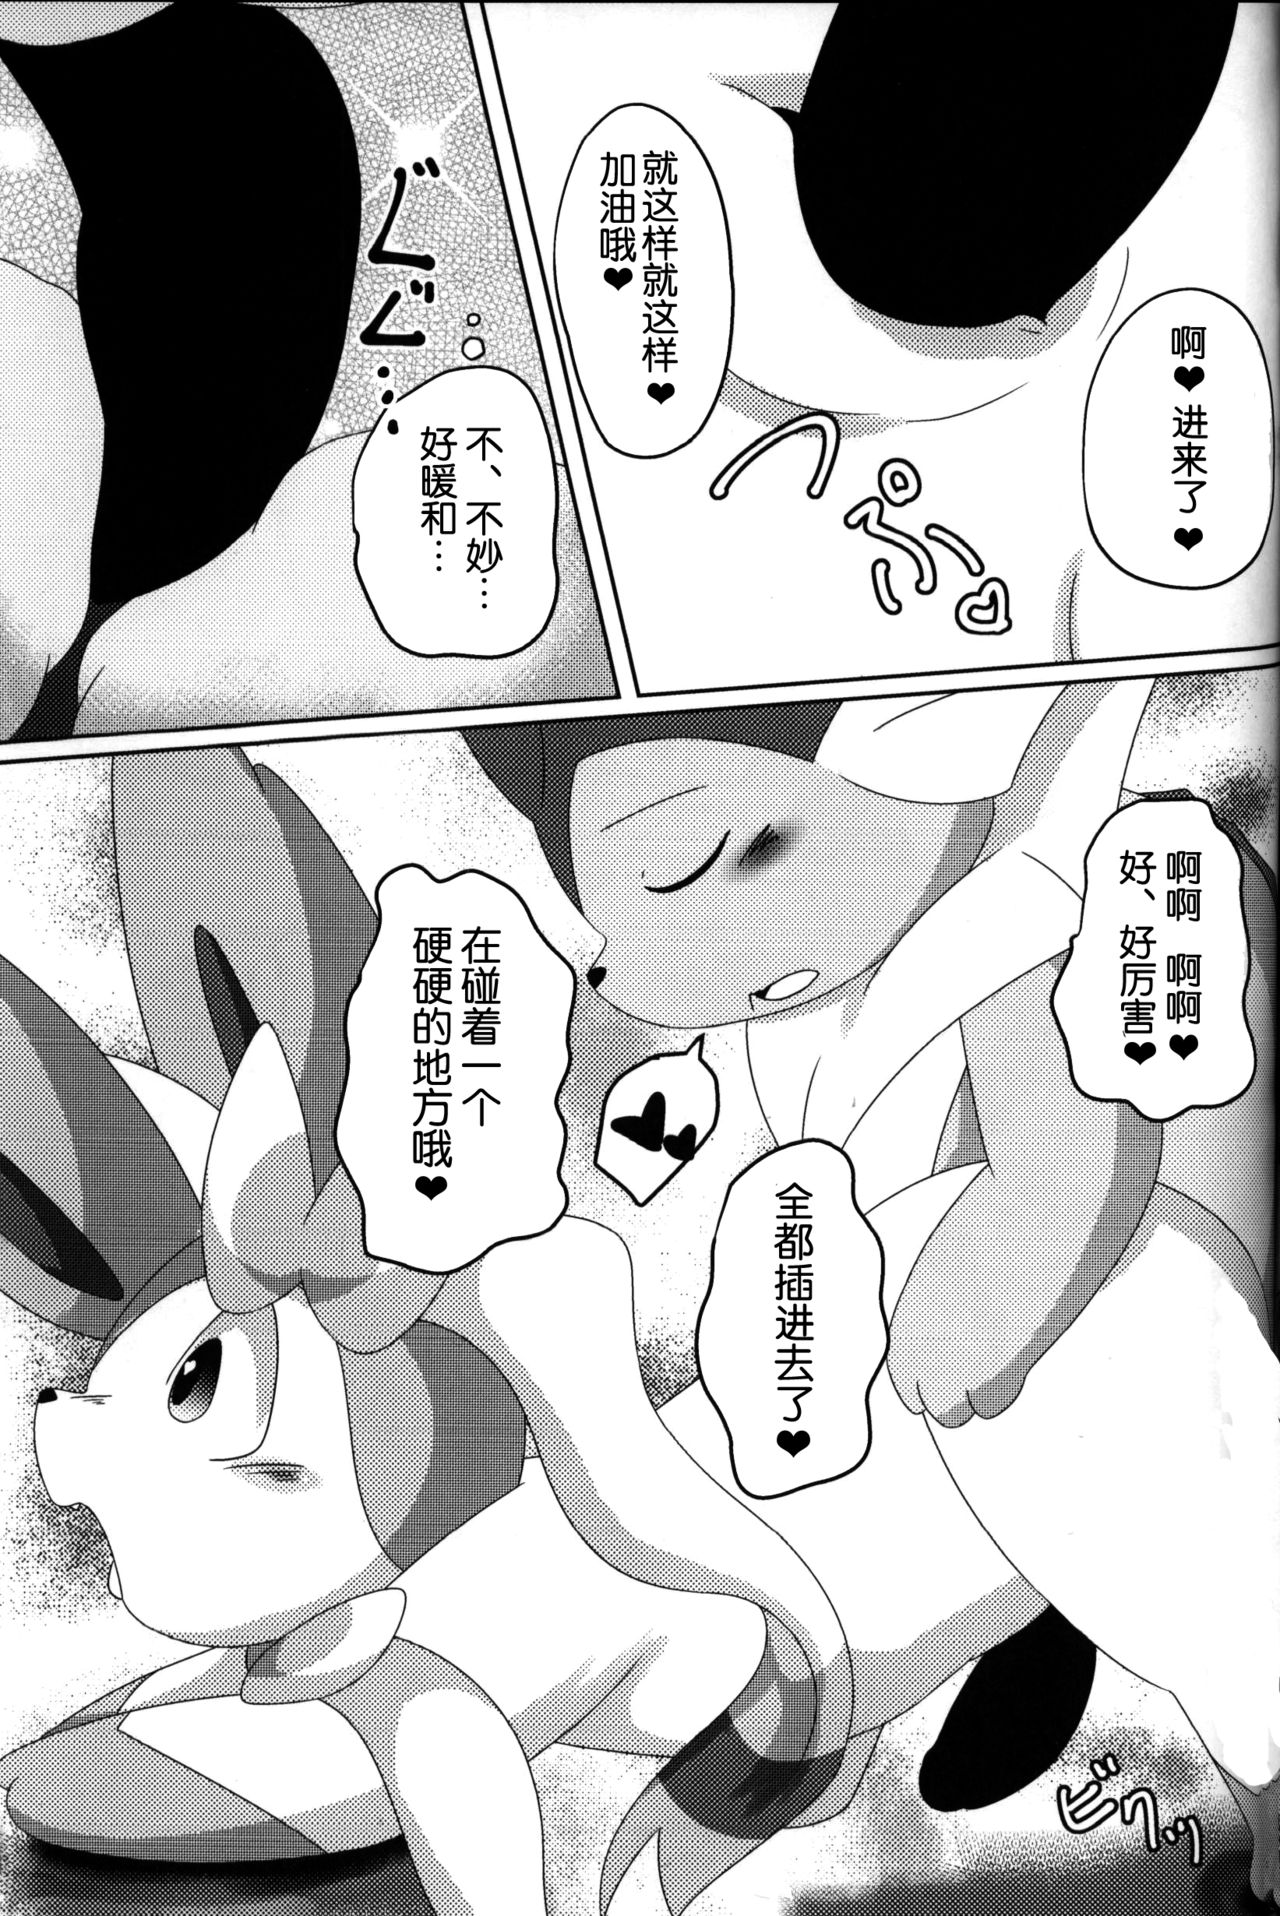 啊❤进来了❤
就这样就这样❤
加油哦❤
つぷ…♡
ぐぐ…
不、不妙…
好暖和…
啊啊 啊啊❤
好、好厉害❤
在碰着一个
硬硬的地方哦❤
全都插进去了❤
ビクッ